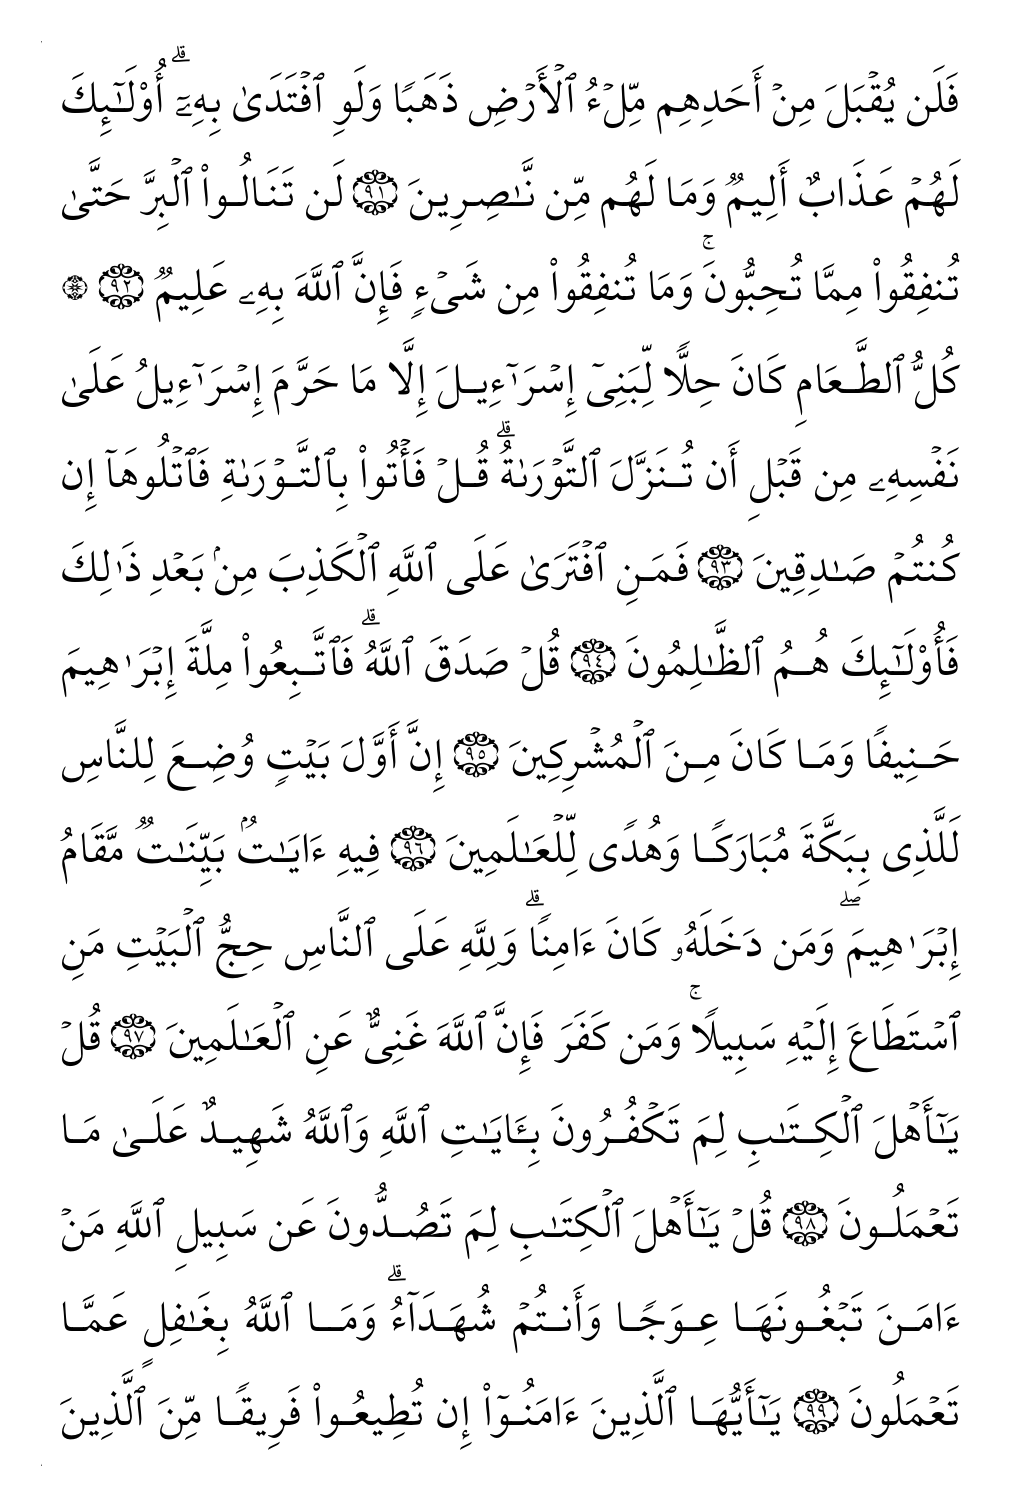 فَلَن يُقۡبَلَ مِنۡ أَحَدِهِم مِّلۡءُ ٱلۡأَرۡضِ ذَهَبٗا وَلَوِ ٱفۡتَدَىٰ بِهِۦٓۗ أُوْلَـٰٓئِكَ
لَهُمۡ عَذَابٌ أَلِيمٞ وَمَا لَهُم مِّن نَّـٰصِرِينَ ٩١ لَن تَنَالُواْ ٱلۡبِرَّ حَتَّىٰ
تُنفِقُواْ مِمَّا تُحِبُّونَۚ وَمَا تُنفِقُواْ مِن شَيۡءٖ فَإِنَّ ٱللَّهَ بِهِۦ عَلِيمٞ ٩٢ ۞
كُلُّ ٱلطَّعَامِ كَانَ حِلّٗا لِّبَنِيٓ إِسۡرَـٰٓءِيلَ إِلَّا مَا حَرَّمَ إِسۡرَـٰٓءِيلُ عَلَىٰ
نَفۡسِهِۦ مِن قَبۡلِ أَن تُنَزَّلَ ٱلتَّوۡرَىٰةُۗ قُلۡ فَأۡتُواْ بِٱلتَّوۡرَىٰةِ فَٱتۡلُوهَآ إِن
كُنتُمۡ صَـٰدِقِينَ ٩٣ فَمَنِ ٱفۡتَرَىٰ عَلَى ٱللَّهِ ٱلۡكَذِبَ مِنۢ بَعۡدِ ذَٰلِكَ
فَأُوْلَـٰٓئِكَ هُمُ ٱلظَّـٰلِمُونَ ٩٤ قُلۡ صَدَقَ ٱللَّهُۗ فَٱتَّبِعُواْ مِلَّةَ إِبۡرَٰهِيمَ
حَنِيفٗا وَمَا كَانَ مِنَ ٱلۡمُشۡرِكِينَ ٩٥ إِنَّ أَوَّلَ بَيۡتٖ وُضِعَ لِلنَّاسِ
لَلَّذِي بِبَكَّةَ مُبَارَكٗا وَهُدٗى لِّلۡعَـٰلَمِينَ ٩٦ فِيهِ ءَايَـٰتُۢ بَيِّنَـٰتٞ مَّقَامُ
إِبۡرَٰهِيمَۖ وَمَن دَخَلَهُۥ كَانَ ءَامِنٗاۗ وَلِلَّهِ عَلَى ٱلنَّاسِ حِجُّ ٱلۡبَيۡتِ مَنِ
ٱسۡتَطَاعَ إِلَيۡهِ سَبِيلٗاۚ وَمَن كَفَرَ فَإِنَّ ٱللَّهَ غَنِيٌّ عَنِ ٱلۡعَـٰلَمِينَ ٩٧ قُلۡ
يَـٰٓأَهۡلَ ٱلۡكِتَـٰبِ لِمَ تَكۡفُرُونَ بِـَٔايَـٰتِ ٱللَّهِ وَٱللَّهُ شَهِيدٌ عَلَىٰ مَا
تَعۡمَلُونَ ٩٨ قُلۡ يَـٰٓأَهۡلَ ٱلۡكِتَـٰبِ لِمَ تَصُدُّونَ عَن سَبِيلِ ٱللَّهِ مَنۡ
ءَامَنَ تَبۡغُونَهَا عِوَجٗا وَأَنتُمۡ شُهَدَآءُۗ وَمَا ٱللَّهُ بِغَـٰفِلٍ عَمَّا
تَعۡمَلُونَ ٩٩ يَـٰٓأَيُّهَا ٱلَّذِينَ ءَامَنُوٓاْ إِن تُطِيعُواْ فَرِيقٗا مِّنَ ٱلَّذِينَ